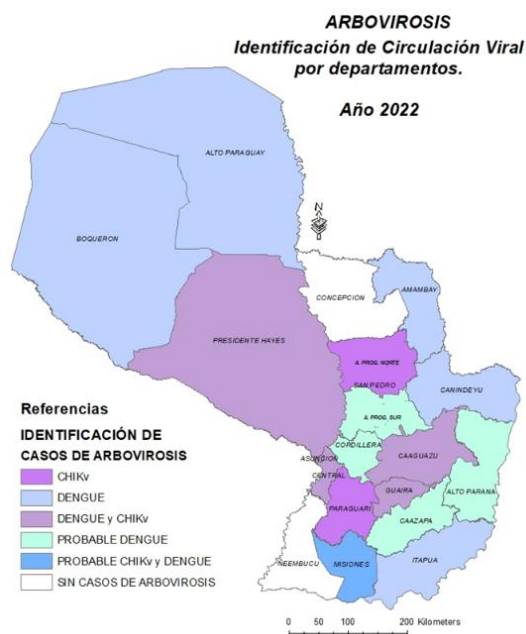 ARBOVIROSIS
Identificación de Circulación Viral
por departamentos.
Año 2022
ALTO PARAGUAY
BOQUERON
N
CONCEPCION
AMAMBAY
PRESIDENTE HAYES
A. PROG. NORTE
SAN PEDRO
CANINDEYU
A. PROG. SUR
CORDILLERA
ASUNCION
CENTRAL
CAAGUAZU
GUAIRA
ALTO PARANA
PARAGUARI
CAAZAPA
ÑEEMBUCU
MISIONES
ITAPUA
Referencias
IDENTIFICACIÓN DE
CASOS DE ARBOVIROSIS
CHIKv
DENGUE
DENGUE y CHIKv
PROBABLE DENGUE
PROBABLE CHIKv y DENGUE
SIN CASOS DE ARBOVIROSIS
0 50 100 200 Kilometers